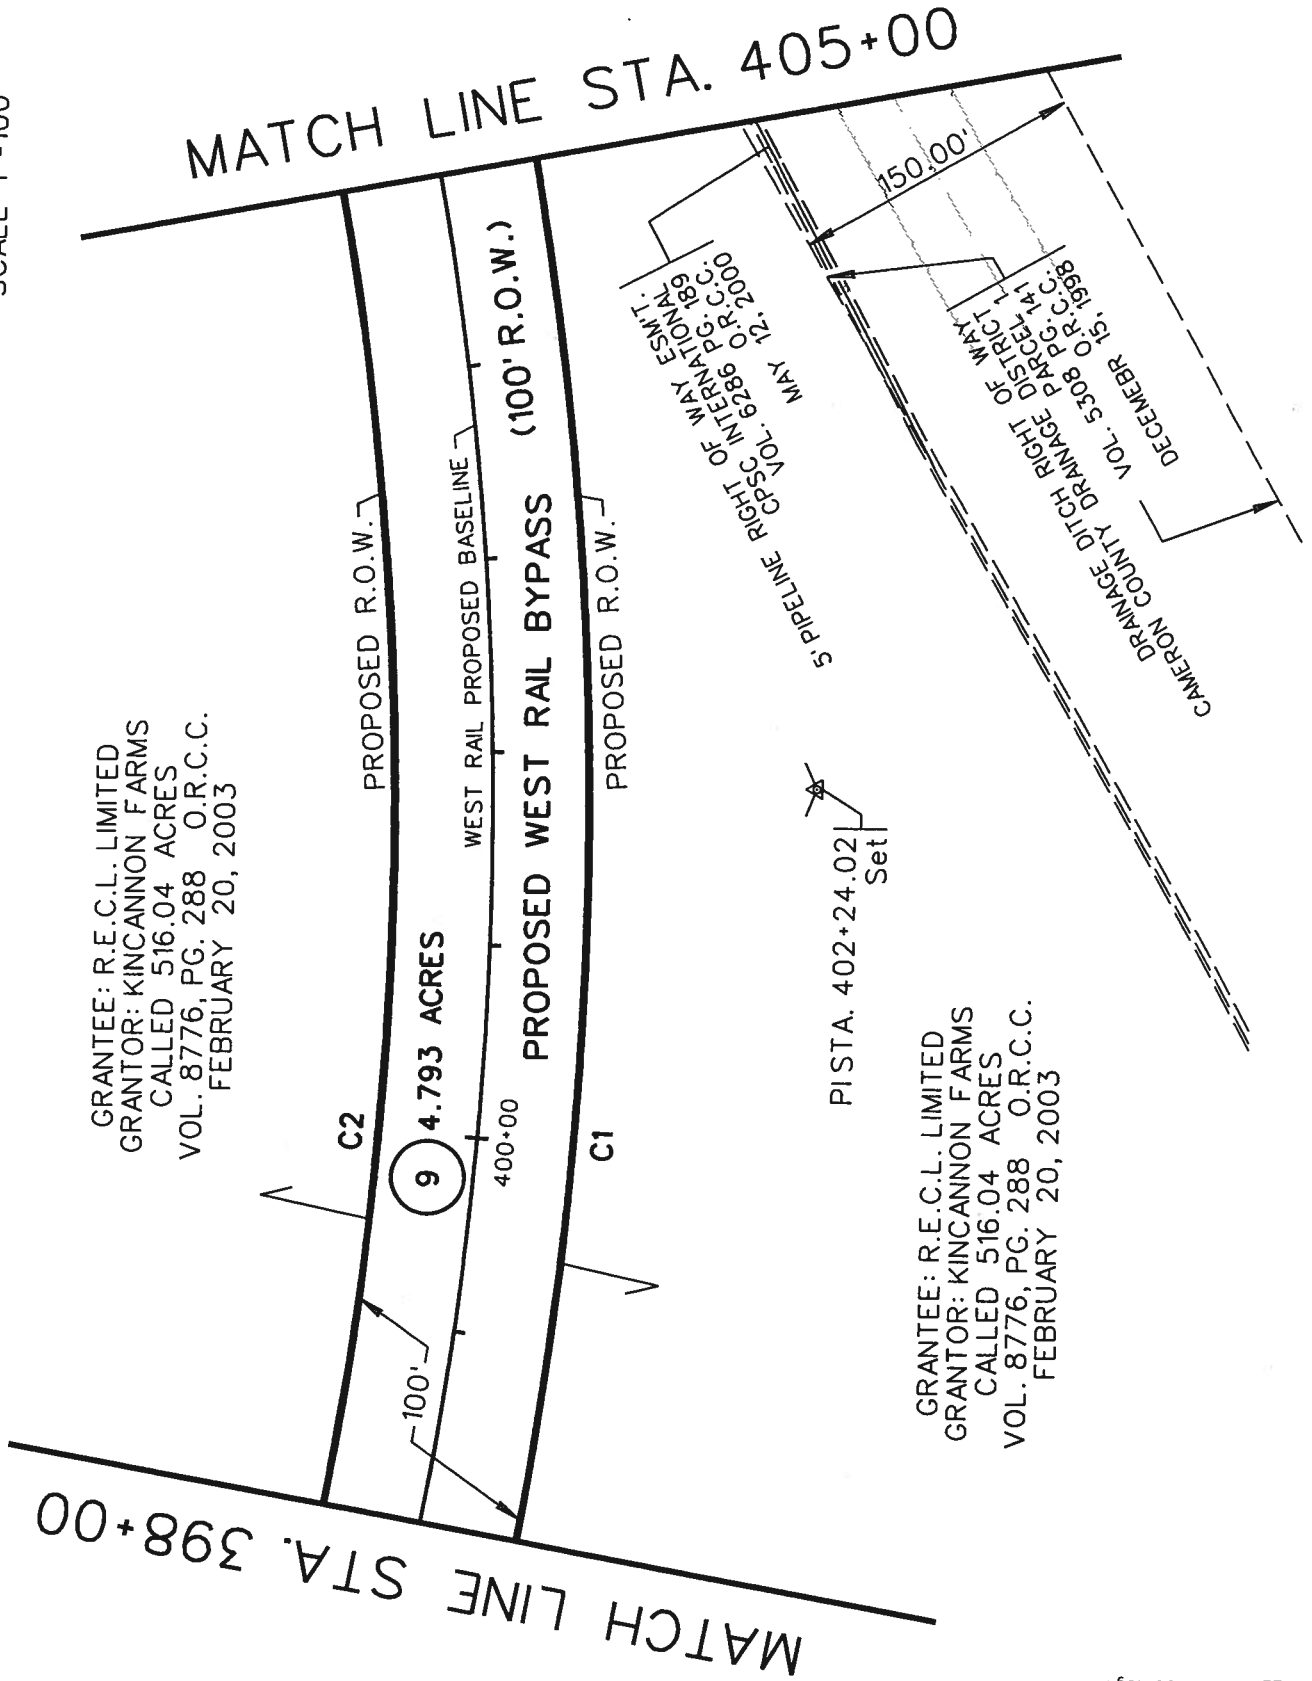 SCALE 1"=100'
MATCH LINE STA. 405+00
GRANTEE: R.E.C.L. LIMITED
GRANTOR: KINCANNON FARMS
CALLED 516.04 ACRES
VOL. 8776, PG. 288 O.R.C.C.
FEBRUARY 20, 2003
PROPOSED R.O.W.
WEST RAIL PROPOSED BASELINE
PROPOSED WEST RAIL BYPASS (100' R.O.W.)
PROPOSED R.O.W.
C2
9
4.793 ACRES
400+00
C1
100'
5' PIPELINE RIGHT OF WAY ESM'T.
CPSC INTERNATIONAL
VOL. 6286 PG. 189
O.R.C.C.
MAY 12, 2000
150.00'
DRAINAGE DITCH RIGHT OF WAY
CAMERON COUNTY DRAINAGE DISTRICT 1
PARCEL 141
VOL. 5308 PG. O.R.C.C.
DECEMEBR 15, 1998
PI STA. 402+24.02
Set
GRANTEE: R.E.C.L. LIMITED
GRANTOR: KINCANNON FARMS
CALLED 516.04 ACRES
VOL. 8776, PG. 288 O.R.C.C.
FEBRUARY 20, 2003
MATCH LINE STA. 398+00